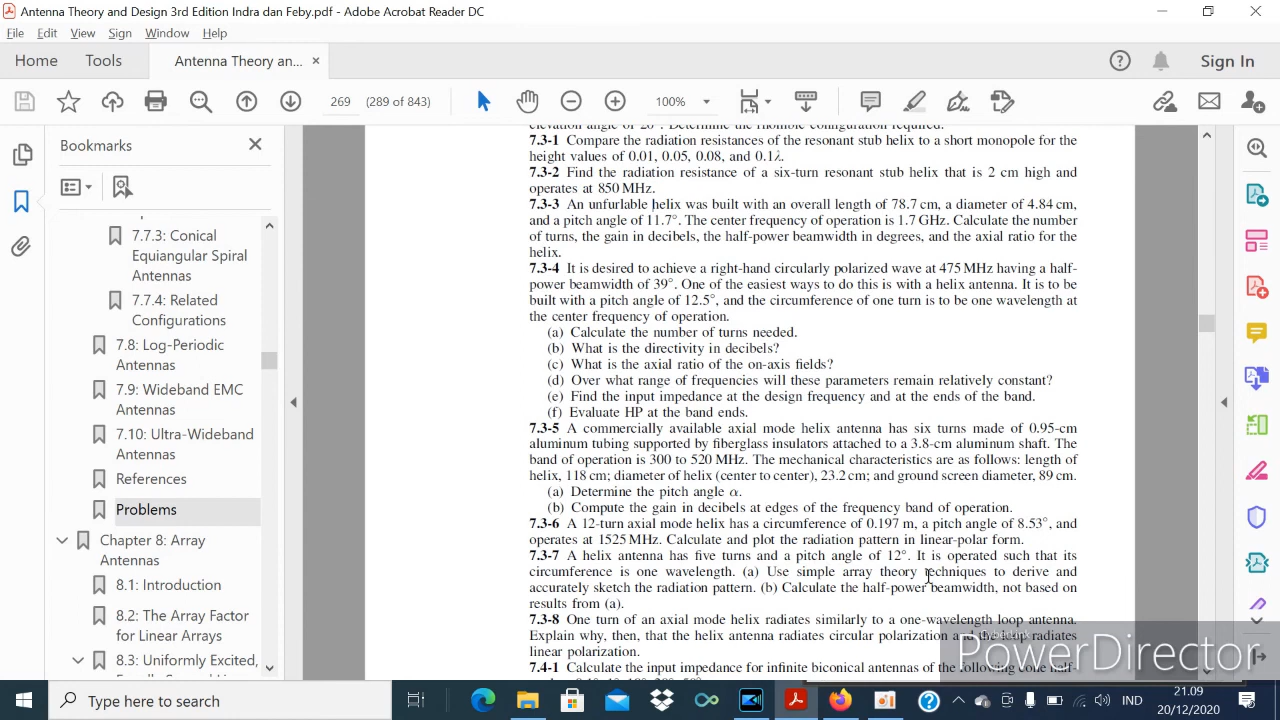 Antenna Theory and Design 3rd Edition Indra dan Feby.pdf - Adobe Acrobat Reader DC
File Edit View Sign Window Help
Home Tools Antenna Theory an... × Sign In
269 (289 of 843) 100%
Bookmarks
7.7.3: Conical
Equiangular Spiral
Antennas
7.7.4: Related
Configurations
7.8: Log-Periodic
Antennas
7.9: Wideband EMC
Antennas
7.10: Ultra-Wideband
Antennas
References
Problems
Chapter 8: Array
Antennas
8.1: Introduction
8.2: The Array Factor
for Linear Arrays
8.3: Uniformly Excited,
7.3-1 Compare the radiation resistances of the resonant stub helix to a short monopole for the
height values of 0.01, 0.05, 0.08, and 0.1λ.
7.3-2 Find the radiation resistance of a six-turn resonant stub helix that is 2 cm high and
operates at 850 MHz.
7.3-3 An unfurlable helix was built with an overall length of 78.7 cm, a diameter of 4.84 cm,
and a pitch angle of 11.7°. The center frequency of operation is 1.7 GHz. Calculate the number
of turns, the gain in decibels, the half-power beamwidth in degrees, and the axial ratio for the
helix.
7.3-4 It is desired to achieve a right-hand circularly polarized wave at 475 MHz having a half-
power beamwidth of 39°. One of the easiest ways to do this is with a helix antenna. It is to be
built with a pitch angle of 12.5°, and the circumference of one turn is to be one wavelength at
the center frequency of operation.
(a) Calculate the number of turns needed.
(b) What is the directivity in decibels?
(c) What is the axial ratio of the on-axis fields?
(d) Over what range of frequencies will these parameters remain relatively constant?
(e) Find the input impedance at the design frequency and at the ends of the band.
(f) Evaluate HP at the band ends.
7.3-5 A commercially available axial mode helix antenna has six turns made of 0.95-cm
aluminum tubing supported by fiberglass insulators attached to a 3.8-cm aluminum shaft. The
band of operation is 300 to 520 MHz. The mechanical characteristics are as follows: length of
helix, 118 cm; diameter of helix (center to center), 23.2 cm; and ground screen diameter, 89 cm.
(a) Determine the pitch angle α.
(b) Compute the gain in decibels at edges of the frequency band of operation.
7.3-6 A 12-turn axial mode helix has a circumference of 0.197 m, a pitch angle of 8.53°, and
operates at 1525 MHz. Calculate and plot the radiation pattern in linear-polar form.
7.3-7 A helix antenna has five turns and a pitch angle of 12°. It is operated such that its
circumference is one wavelength. (a) Use simple array theory techniques to derive and
accurately sketch the radiation pattern. (b) Calculate the half-power beamwidth, not based on
results from (a).
7.3-8 One turn of an axial mode helix radiates similarly to a one-wavelength loop antenna.
Explain why, then, that the helix antenna radiates circular polarization and the loop radiates
linear polarization.
7.4-1 Calculate the input impedance for infinite biconical antennas of the following cone half-
PowerDirector
Type here to search
IND
21.09
20/12/2020